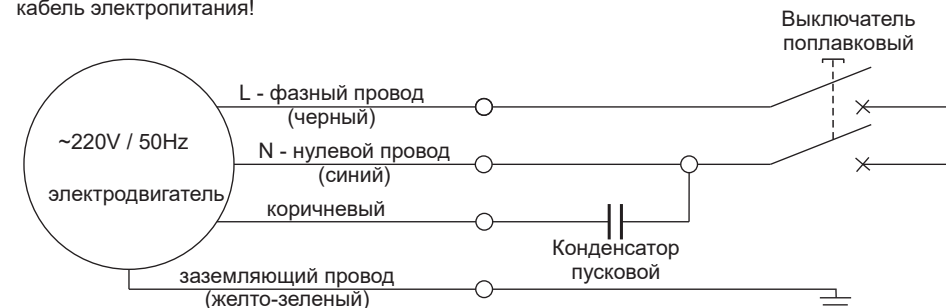 кабель электропитания!
Выключатель
поплавковый
L - фазный провод
(черный)
~220V / 50Hz
N - нулевой провод
(синий)
электродвигатель
коричневый
Конденсатор
пусковой
заземляющий провод
(желто-зеленый)